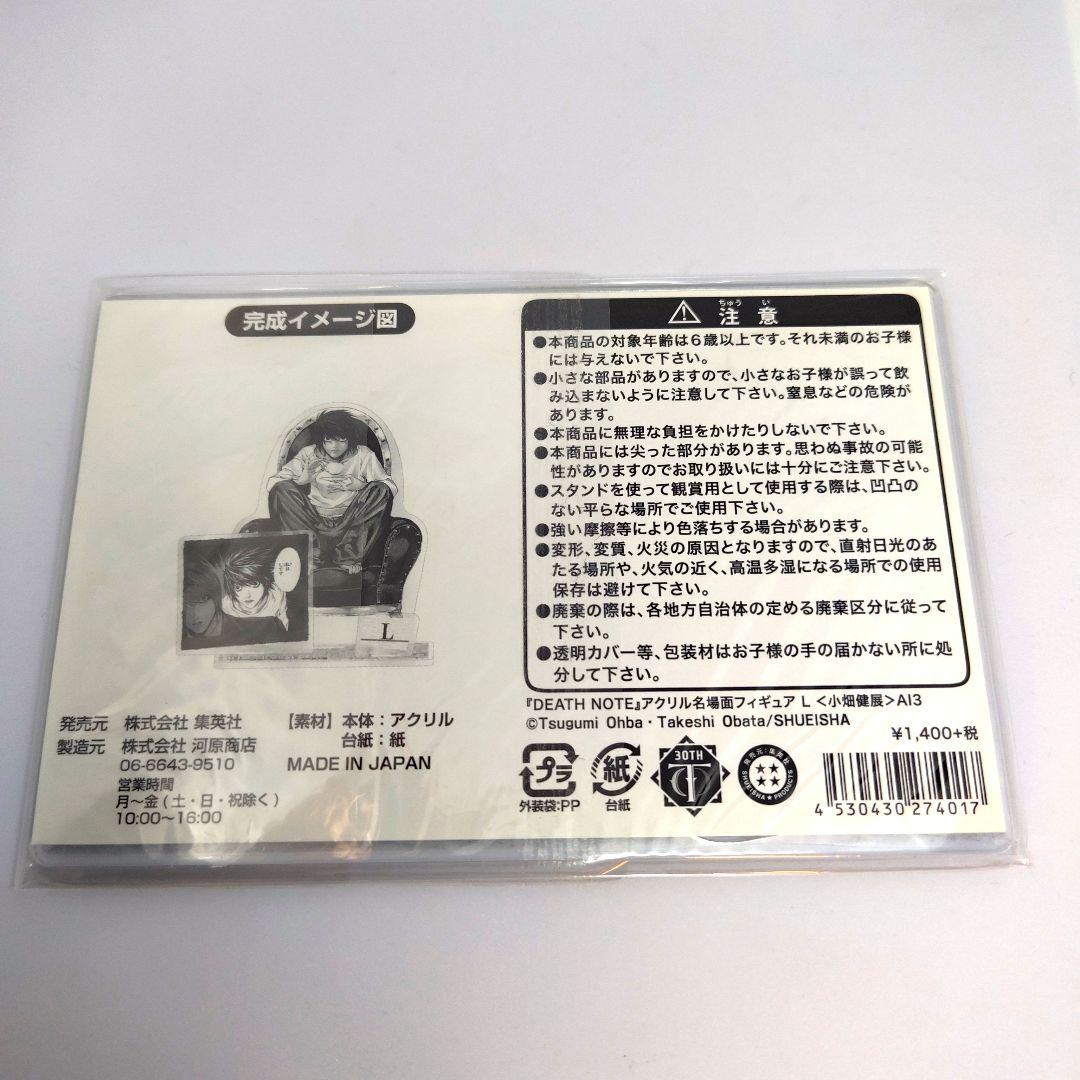 完成イメージ図
L
発売元 株式会社 集英社
製造元 株式会社 河原商店
06-6643-9510
営業時間
月～金(土・日・祝除く)
10:00～16:00
【素材】本体：アクリル
台紙：紙
MADE IN JAPAN
ちゅう い
注意
●本商品の対象年齢は6歳以上です。それ未満のお子様
には与えないで下さい。
●小さな部品がありますので、小さなお子様が誤って飲
み込まないように注意して下さい。窒息などの危険が
あります。
●本商品に無理な負担をかけたりしないで下さい。
●本商品には尖った部分があります。思わぬ事故の可能
性がありますのでお取り扱いには十分にご注意下さい。
●スタンドを使って観賞用として使用する際は、凹凸の
ない平らな場所でご使用下さい。
●強い摩擦等により色落ちする場合があります。
●変形、変質、火災の原因となりますので、直射日光のあ
たる場所や、火気の近く、高温多湿になる場所での使用
保存は避けて下さい。
●廃棄の際は、各地方自治体の定める廃棄区分に従って
下さい。
●透明カバー等、包装材はお子様の手の届かない所に処
分して下さい。
『DEATH NOTE』アクリル名場面フィギュア L ＜小畑健展＞AI3
©Tsugumi Ohba・Takeshi Obata/SHUEISHA
¥1,400+税
プラ
外装袋:PP
紙
台紙
30TH
発売元：集英社
SHUEISHA PRODUCTS
4 530430 274017